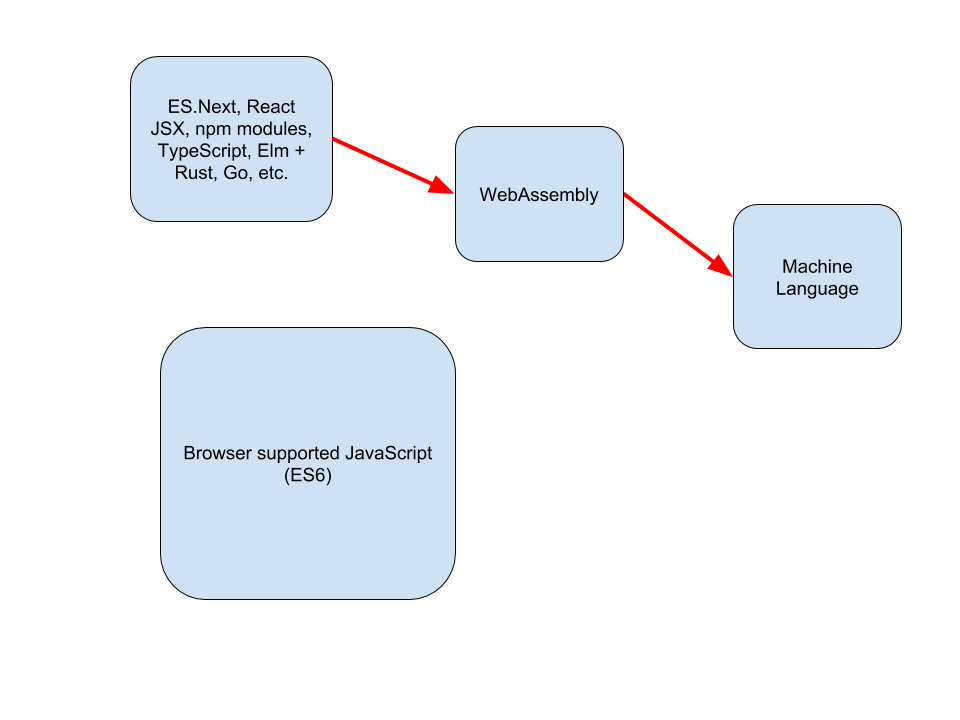 ES.Next, React
JSX, npm modules,
TypeScript, Elm +
Rust, Go, etc.
WebAssembly
Machine
Language
Browser supported JavaScript
(ES6)